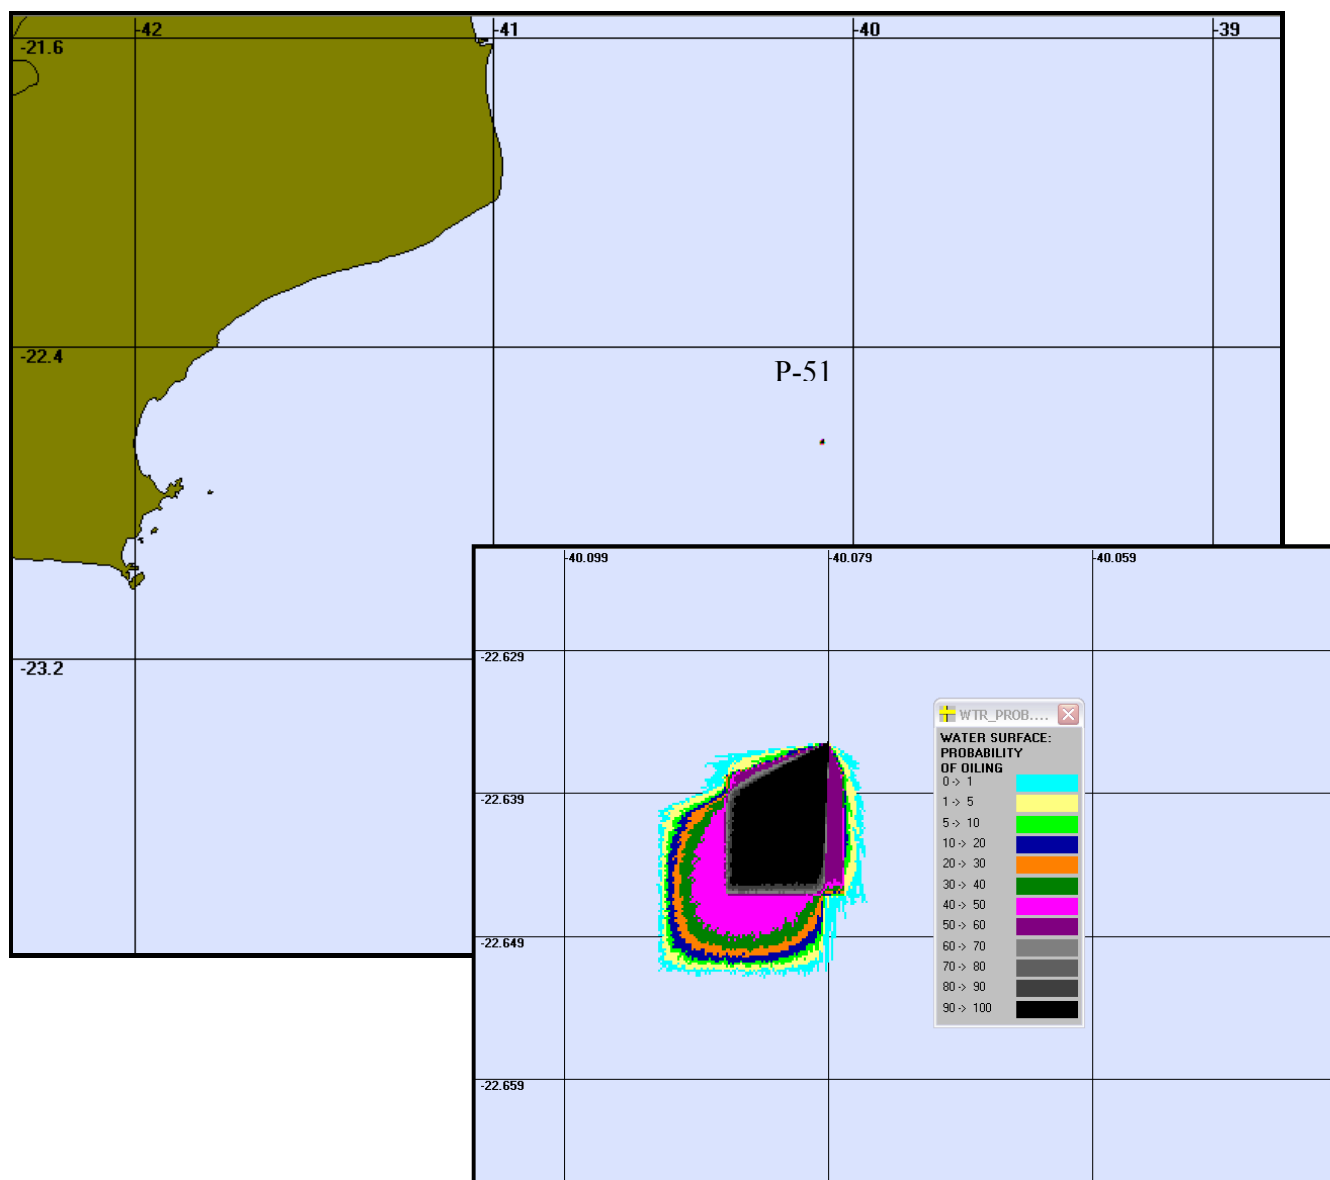 -42
-41
-40
-39
-21.6
-22.4
P-51
-23.2
-40.099
-40.079
-40.059
-22.629
-22.639
-22.649
-22.659
WTR_PROB....
WATER SURFACE:
PROBABILITY
OF OILING
0 -> 1
1 -> 5
5 -> 10
10 -> 20
20 -> 30
30 -> 40
40 -> 50
50 -> 60
60 -> 70
70 -> 80
80 -> 90
90 -> 100